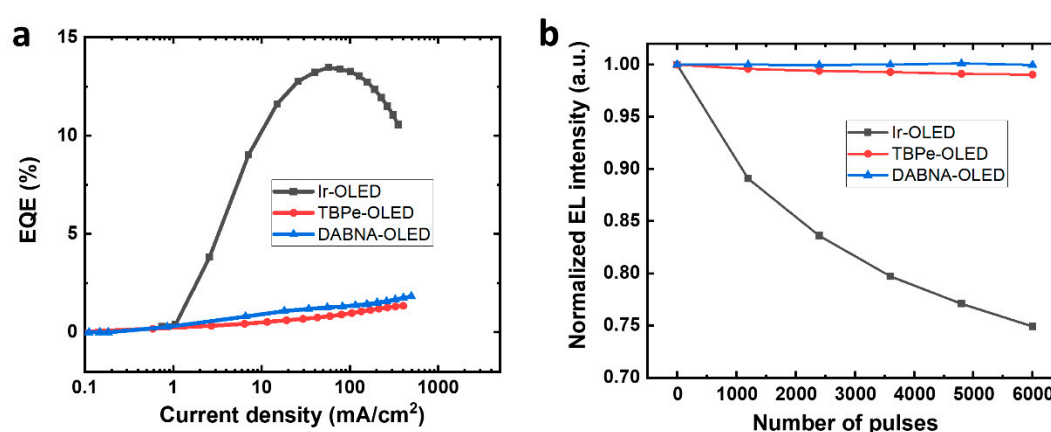 a
EQE (%)
15
10
5
0
Ir-OLED
TBPe-OLED
DABNA-OLED
0.1 1 10 100 1000
Current density (mA/cm²)
b
Normalized EL intensity (a.u.)
1.00
0.95
0.90
0.85
0.80
0.75
0.70
Ir-OLED
TBPe-OLED
DABNA-OLED
0 1000 2000 3000 4000 5000 6000
Number of pulses